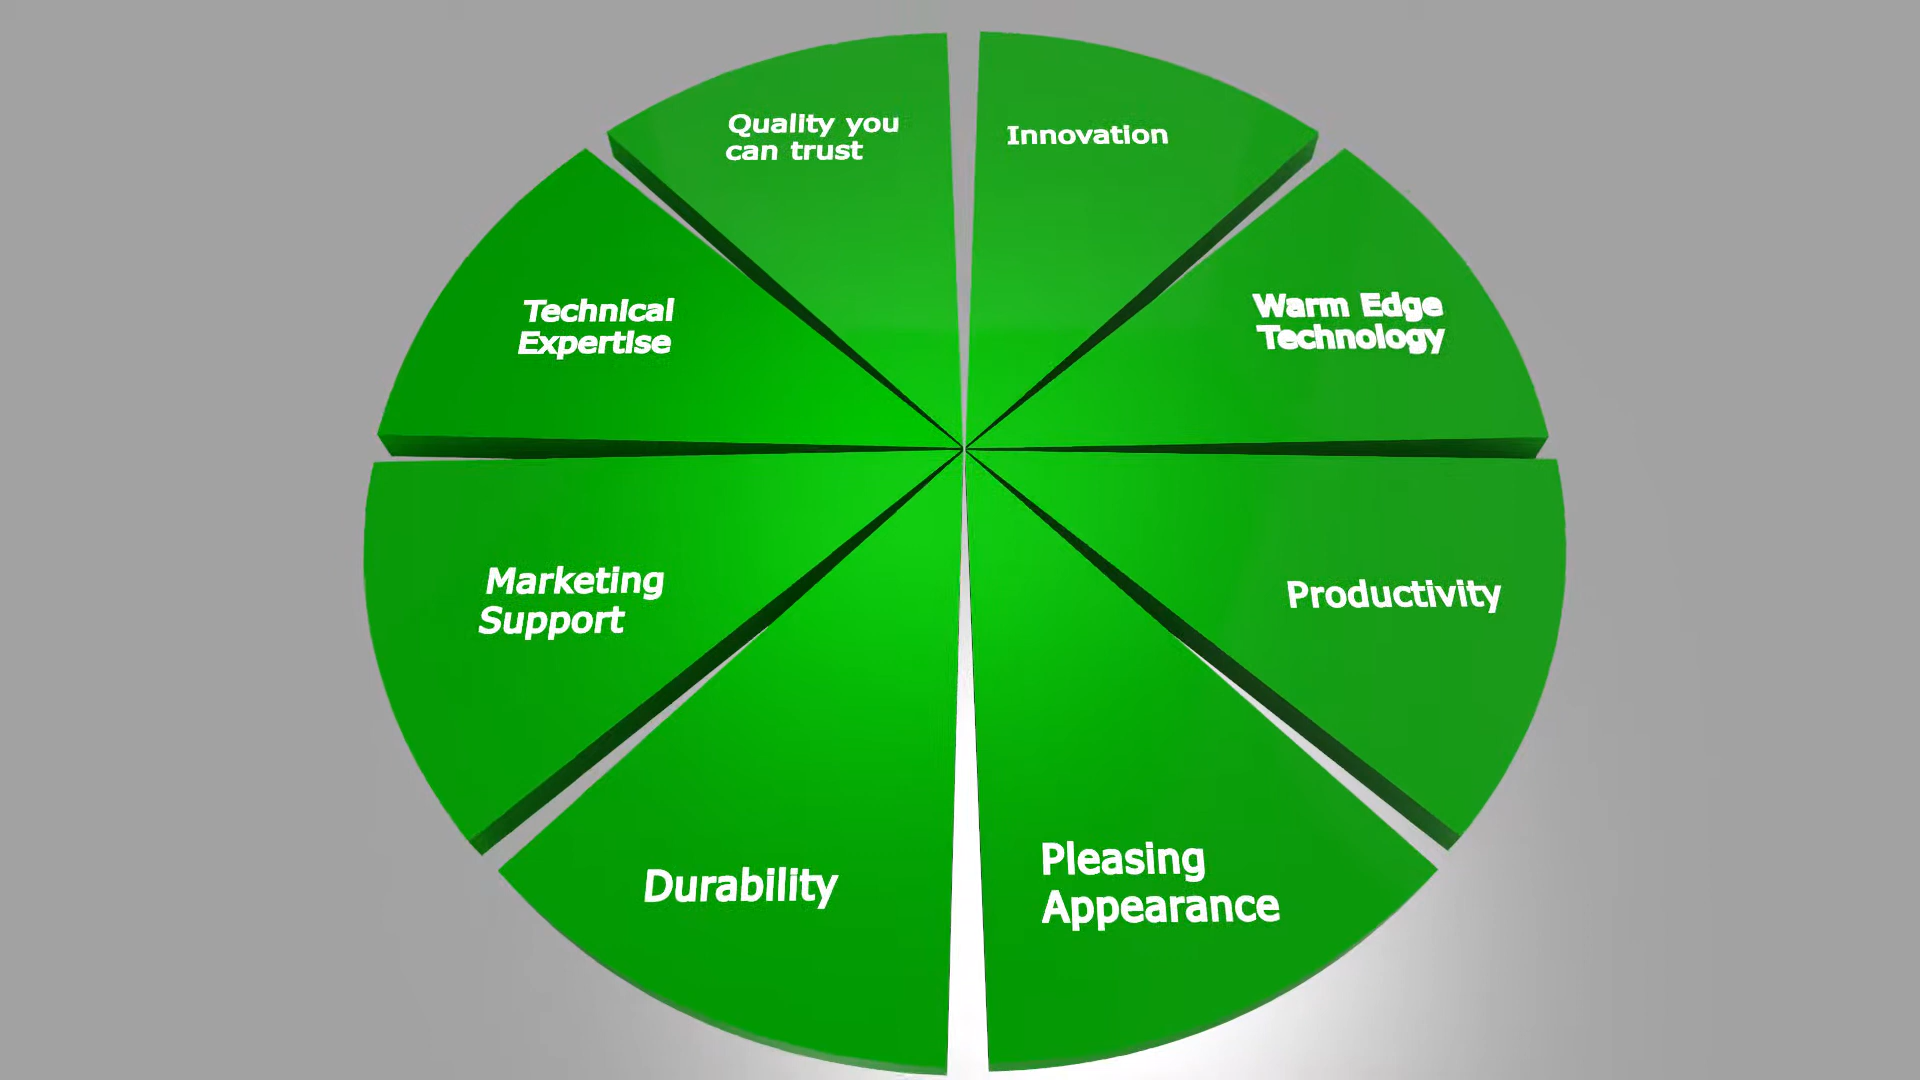 Quality you
can trust
Innovation
Technical
Expertise
Warm Edge
Technology
Marketing
Support
Productivity
Durability
Pleasing
Appearance